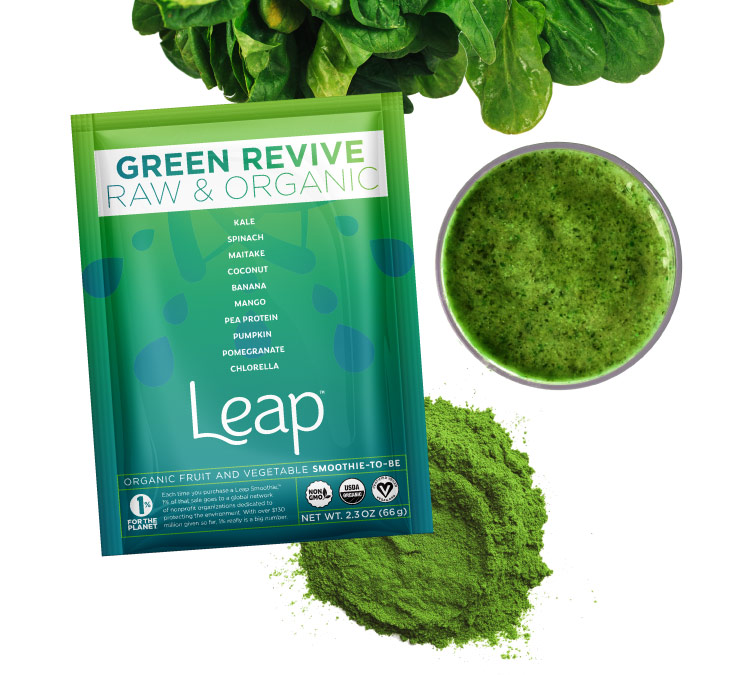 GREEN REVIVE
RAW & ORGANIC
KALE
SPINACH
MAITAKE
COCONUT
BANANA
MANGO
PEA PROTEIN
PUMPKIN
POMEGRANATE
CHLORELLA
Leap™
ORGANIC FRUIT AND VEGETABLE SMOOTHIE-TO-BE
1%
FOR THE
PLANET
Each time you purchase a Leap Smoothie™
1% of that sale goes to a global network
of nonprofit organizations dedicated to
protecting the environment. With over $130
million given so far, 1% really is a big number.
NON
GMO
USDA
ORGANIC
NET WT. 2.3 OZ (66 g)